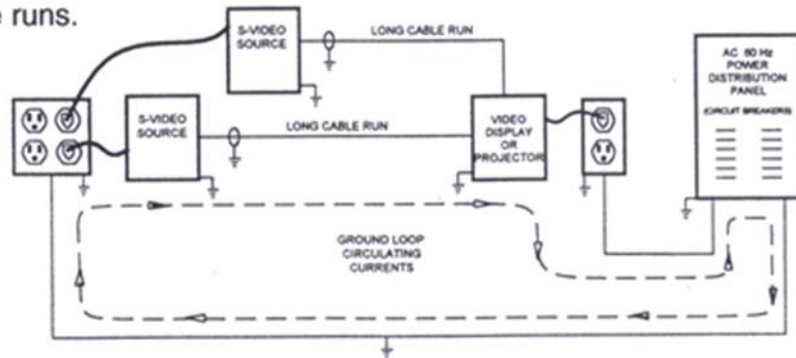 runs.
S-VIDEO
SOURCE
LONG CABLE RUN
AC 60 Hz
POWER
DISTRIBUTION
PANEL
(CIRCUIT BREAKERS)
S-VIDEO
SOURCE
LONG CABLE RUN
VIDEO
DISPLAY
OR
PROJECTOR
GROUND LOOP
CIRCULATING
CURRENTS